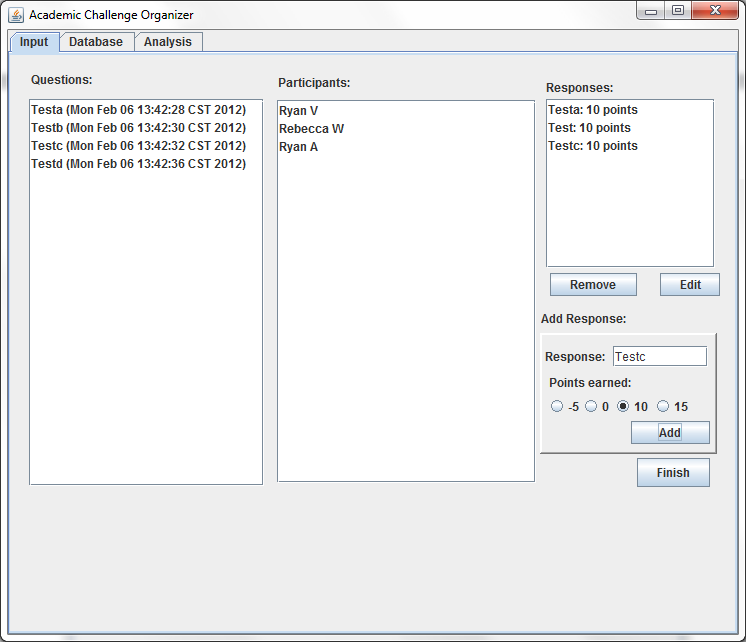 Academic Challenge Organizer
Input Database Analysis
Questions:
Testa (Mon Feb 06 13:42:28 CST 2012)
Testb (Mon Feb 06 13:42:30 CST 2012)
Testc (Mon Feb 06 13:42:32 CST 2012)
Testd (Mon Feb 06 13:42:36 CST 2012)
Participants:
Ryan V
Rebecca W
Ryan A
Responses:
Testa: 10 points
Test: 10 points
Testc: 10 points
Remove Edit
Add Response:
Response: Testc
Points earned:
-5 0 10 15
Add
Finish